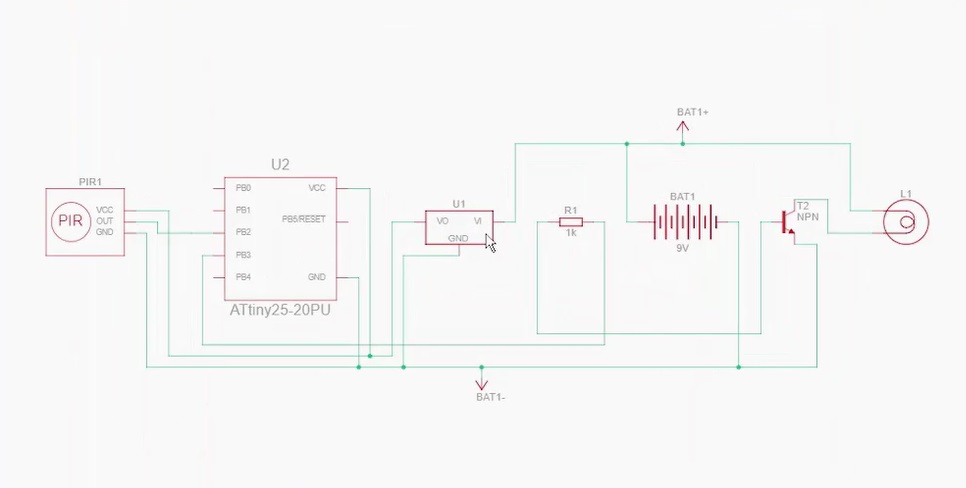 BAT1+
U2
PIR1
PIR
VCC
OUT
GND
PB0
PB1
PB2
PB3
PB4
VCC
PB5/RESET
GND
ATtiny25-20PU
U1
VO
VI
GND
R1
1k
BAT1
9V
T2
NPN
L1
BAT1-